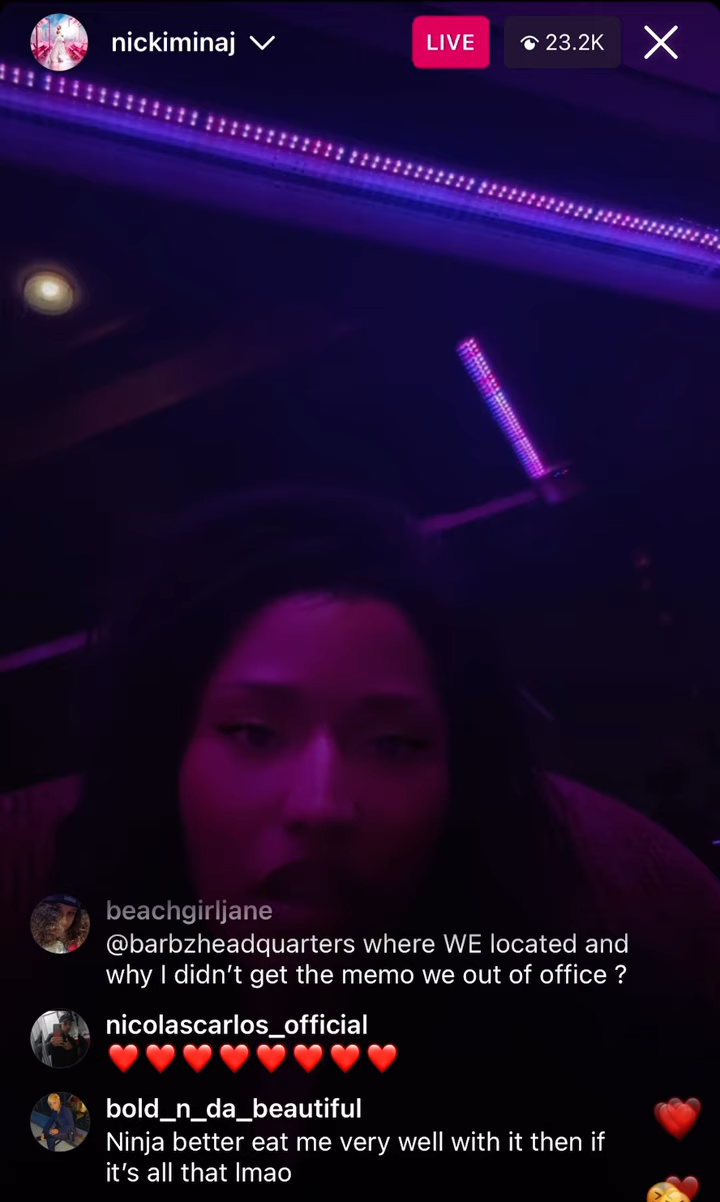 nickiminaj
LIVE
23.2K
beachgirljane
@barbzheadquarters where WE located and
why I didn’t get the memo we out of office ?
nicolascarlos_official
❤️❤️❤️❤️❤️❤️❤️❤️
bold_n_da_beautiful
Ninja better eat me very well with it then if
it’s all that lmao